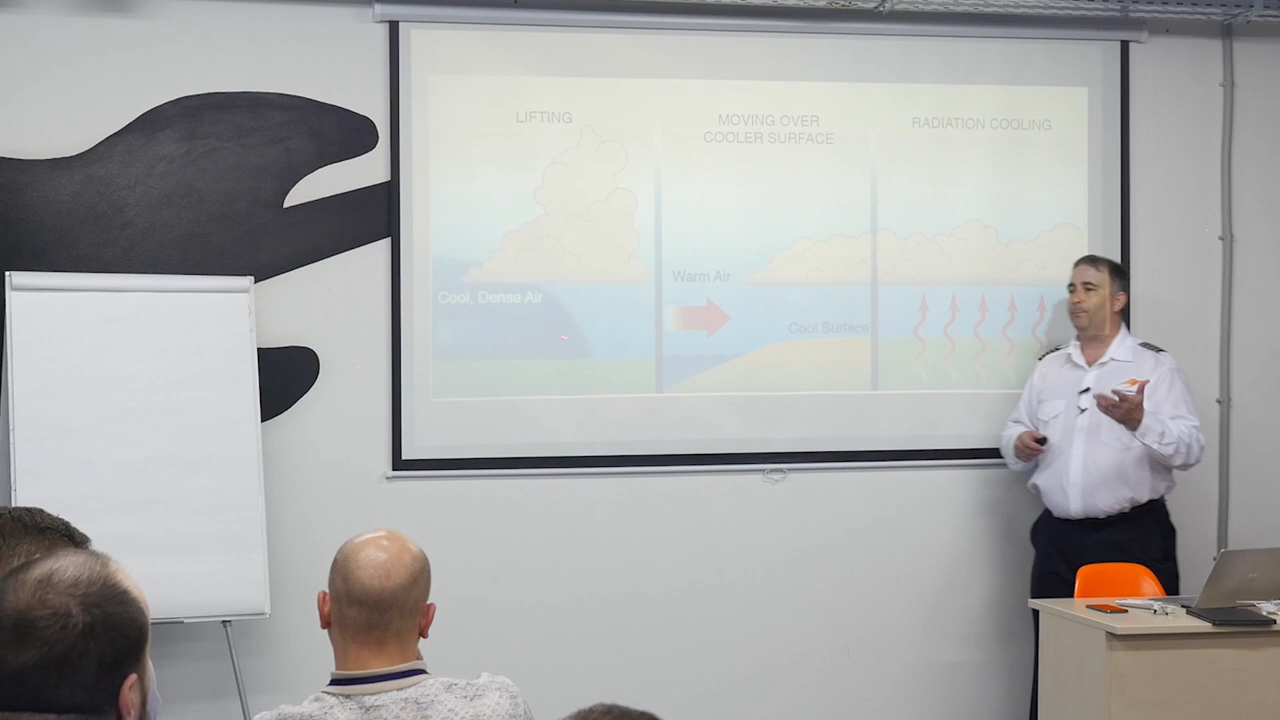 LIFTING
MOVING OVER
COOLER SURFACE
RADIATION COOLING
Warm Air
Cool, Dense Air
Cool Surface